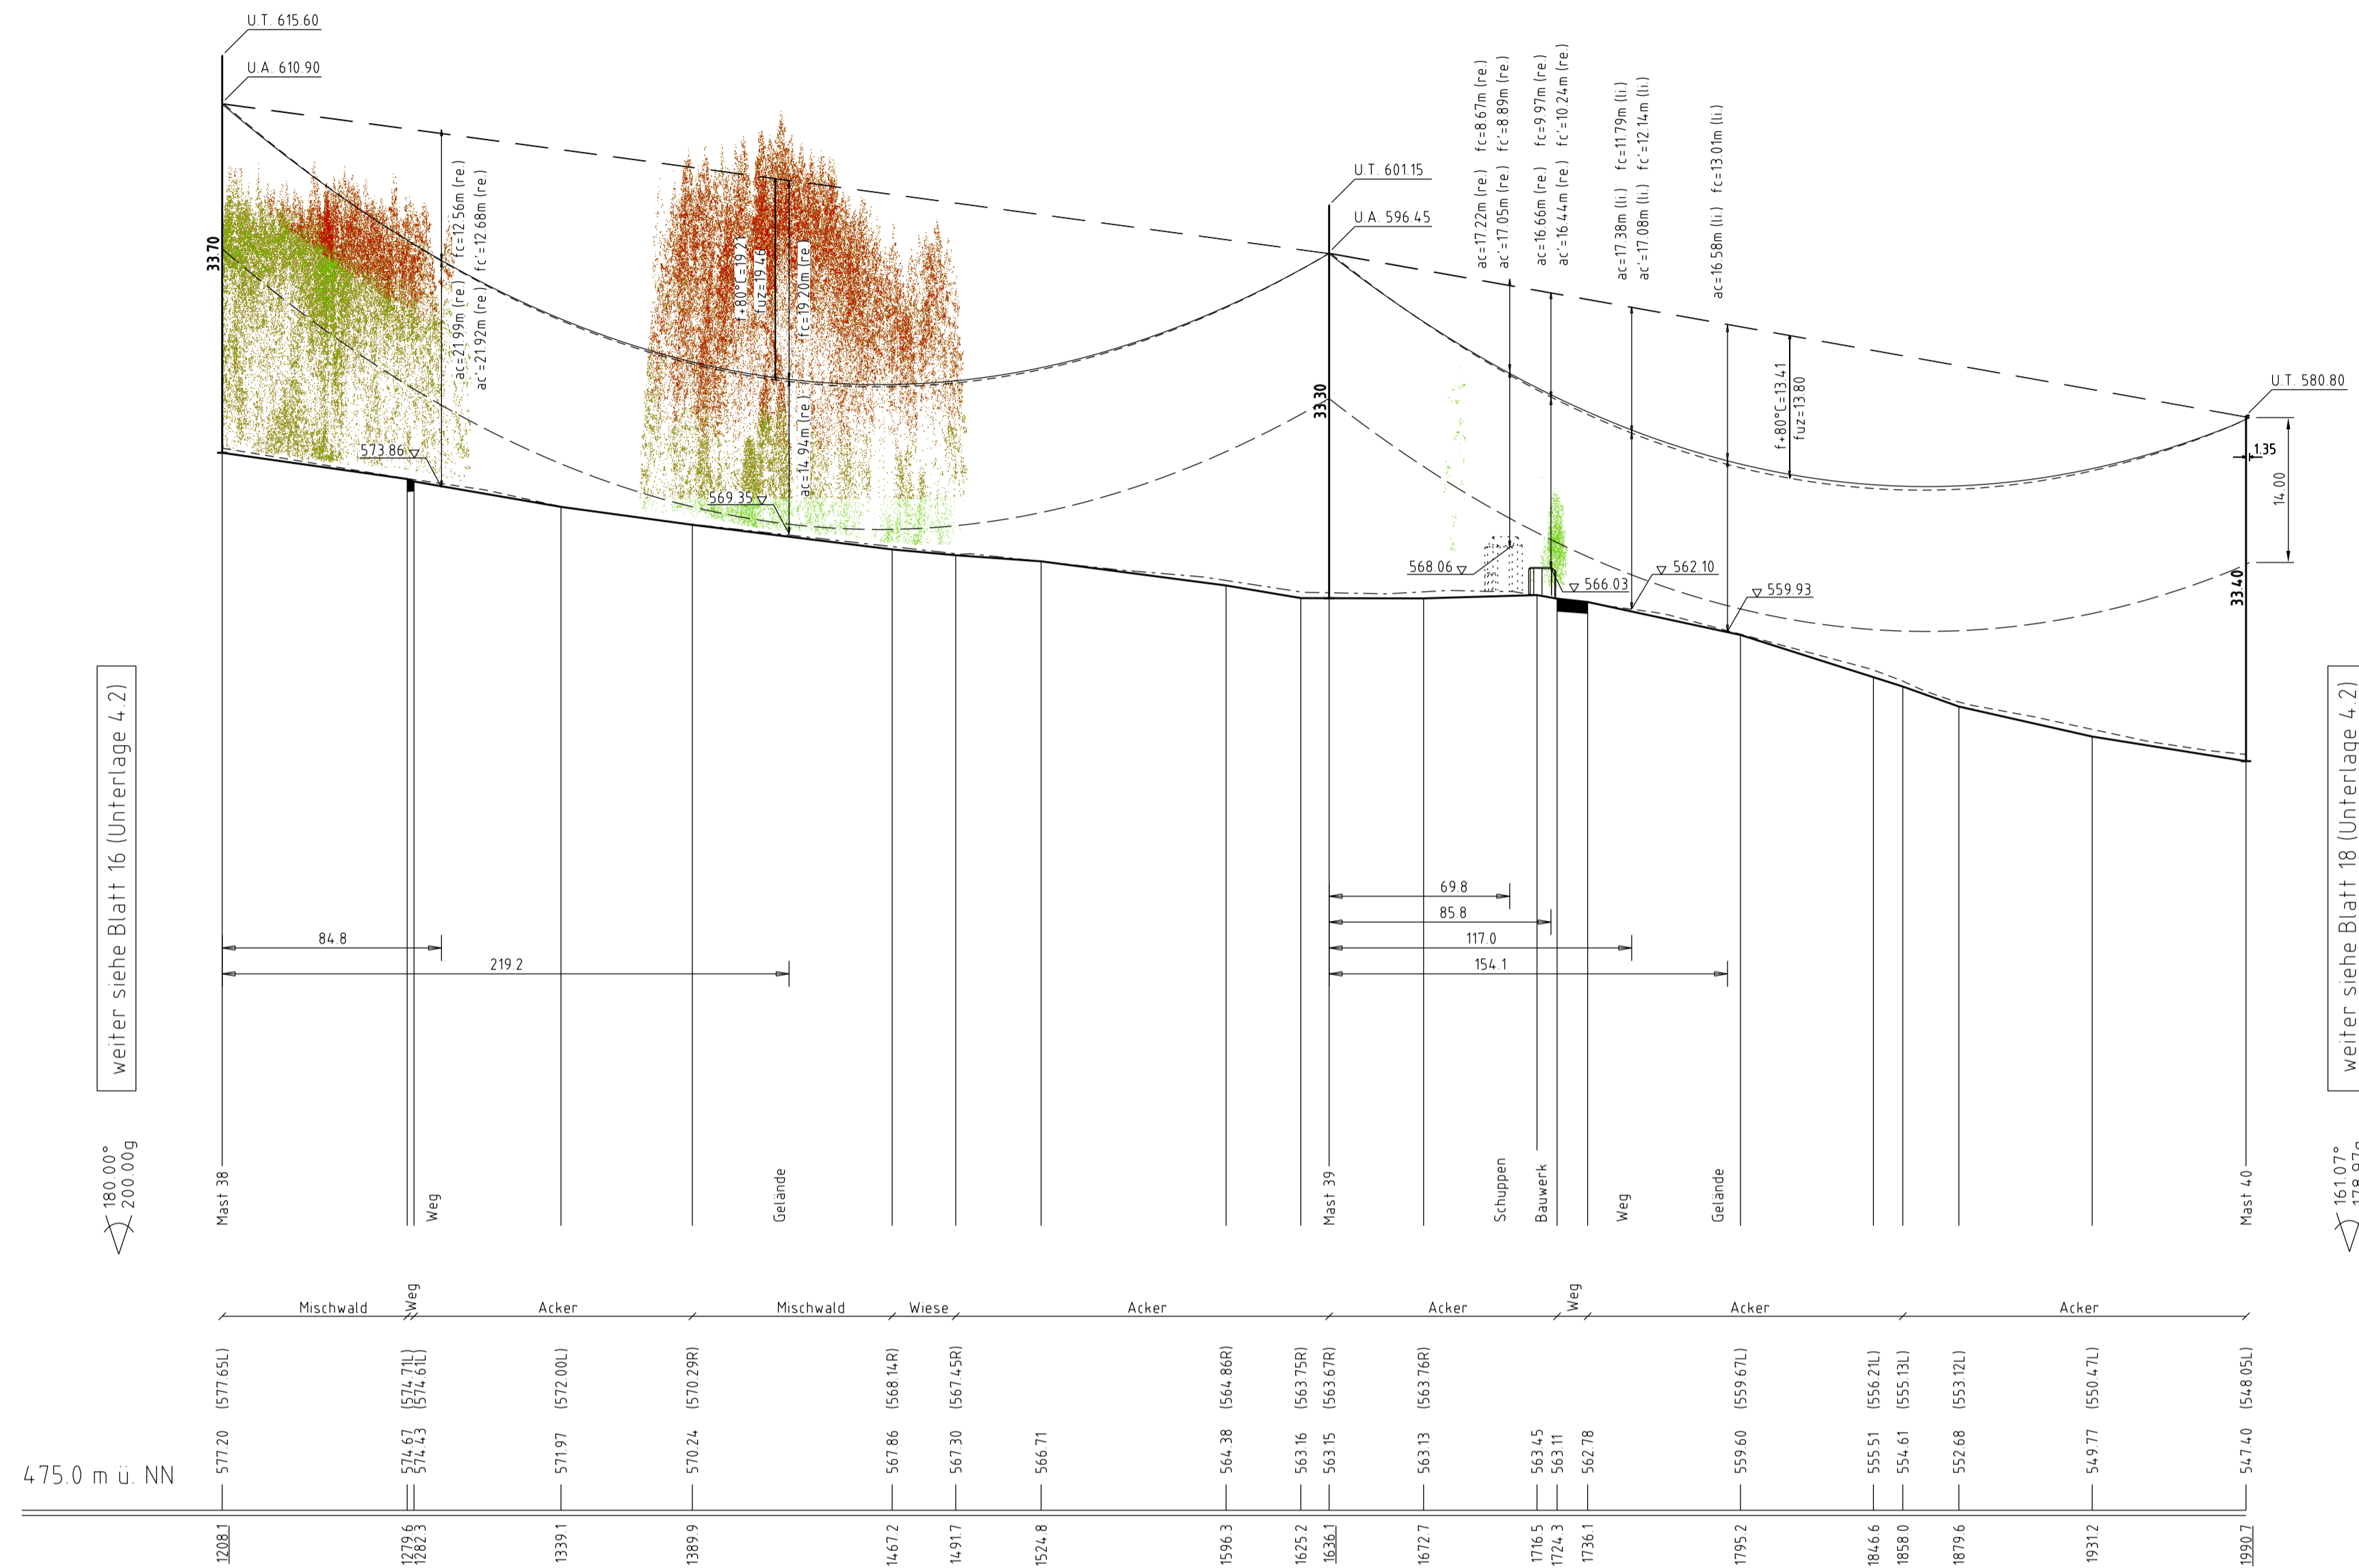 U.T. 615.60
U.A. 610.90
33.70
ac=21.99m (re.) fc=12.56m (re.)
ac'=21.92m (re.) fc'=12.68m (re.)
573.86
f+80°C=19.21
fuz=19.46
fc=19.20m (re.)
ac=14.94m (re.)
569.35
U.T. 601.15
U.A. 596.45
33.30
ac=17.22m (re.) fc=8.67m (re.)
ac'=17.05m (re.) fc'=8.89m (re.)
ac=16.66m (re.) fc=9.97m (re.)
ac'=16.44m (re.) fc'=10.24m (re.)
ac=17.38m (li.) fc=11.79m (li.)
ac'=17.08m (li.) fc'=12.14m (li.)
ac=16.58m (li.) fc=13.01m (li.)
f+80°C=13.41
fuz=13.80
568.06
566.03
562.10
559.93
U.T. 580.80
1.35
14.00
33.40
weiter siehe Blatt 16 (Unterlage 4.2)
weiter siehe Blatt 18 (Unterlage 4.2)
69.8
85.8
84.8
117.0
219.2
154.1
180.00°
200.00g
161.07°
178.97g
Mast 38
Weg
Gelände
Mast 39
Schuppen
Bauwerk
Weg
Gelände
Mast 40
Mischwald
Weg
Acker
Mischwald
Wiese
Acker
Acker
Weg
Acker
Acker
577.20 (577.65L)
574.67 (574.71L)
574.43 (574.61L)
571.97 (572.00L)
570.24 (570.29R)
567.86 (568.14R)
567.30 (567.45R)
566.71
564.38 (564.86R)
563.16 (563.75R)
563.15 (563.67R)
563.13 (563.76R)
563.45
563.11
562.78
559.60 (559.67L)
555.51 (556.21L)
554.61 (555.13L)
552.68 (553.12L)
549.77 (550.47L)
547.40 (548.05L)
475.0 m ü. NN
1208.1
1279.6
1282.3
1339.1
1389.9
1467.2
1491.7
1524.8
1596.3
1625.2
1636.1
1672.7
1716.5
1724.3
1736.1
1795.2
1846.6
1858.0
1879.6
1931.2
1990.7